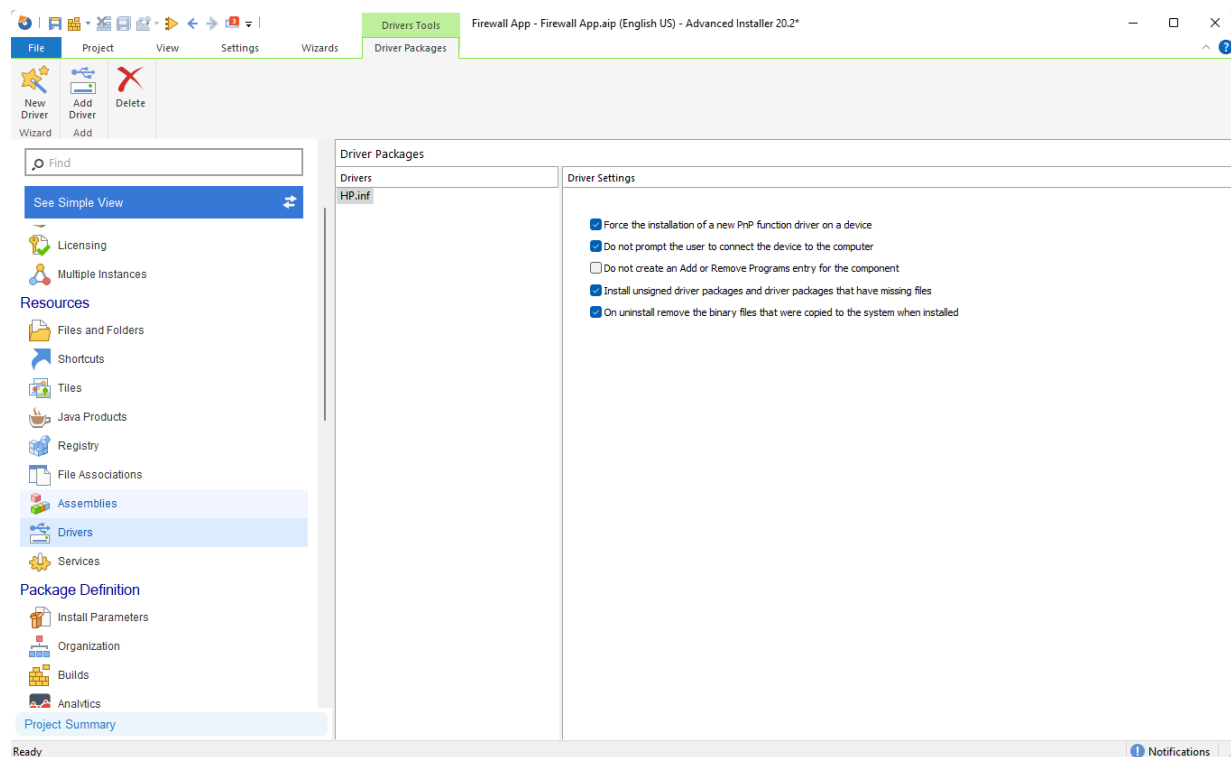 Drivers Tools
Firewall App - Firewall App.aip (English US) - Advanced Installer 20.2*
File Project View Settings Wizards Driver Packages
New Driver
Add Driver
Delete
Wizard Add
Find
Driver Packages
See Simple View
Drivers
Driver Settings
HP.inf
Force the installation of a new PnP function driver on a device
Do not prompt the user to connect the device to the computer
Do not create an Add or Remove Programs entry for the component
Install unsigned driver packages and driver packages that have missing files
On uninstall remove the binary files that were copied to the system when installed
Licensing
Multiple Instances
Resources
Files and Folders
Shortcuts
Tiles
Java Products
Registry
File Associations
Assemblies
Drivers
Services
Package Definition
Install Parameters
Organization
Builds
Analytics
Project Summary
Ready
Notifications